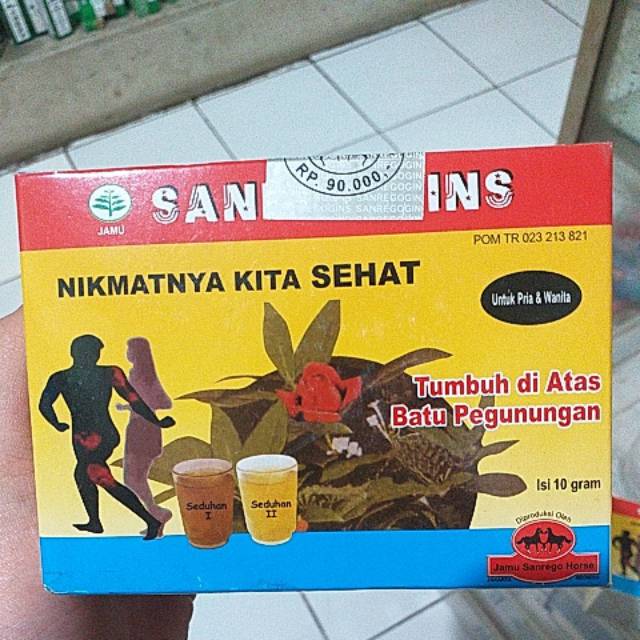 RP. 90.000.-
SANREGOGINS
JAMU
SAN INS
POM TR 023 213 821
NIKMATNYA KITA SEHAT
Untuk Pria & Wanita
Tumbuh di Atas
Batu Pegunungan
Seduhan
I
Seduhan
II
Isi 10 gram
Diproduksi Oleh
Jamu Sanrego Horse